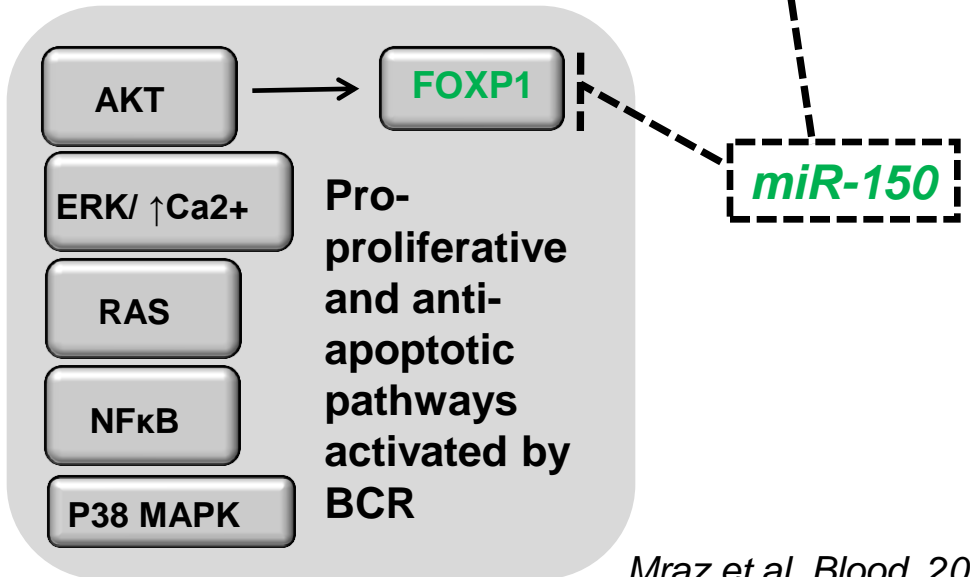 AKT
FOXP1
miR-150
ERK/ ↑Ca2+
RAS
NFκB
P38 MAPK
Pro-
proliferative
and anti-
apoptotic
pathways
activated by
BCR
Mraz et al. Blood, 20